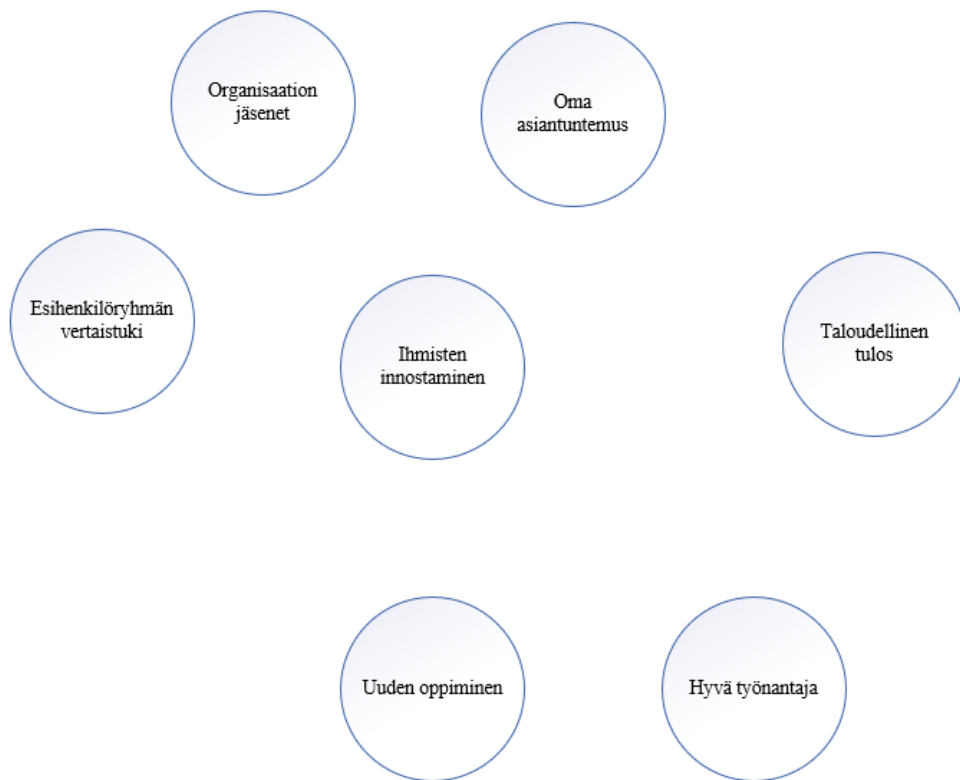 Organisaation
jäsenet
Oma
asiantuntemus
Esihenkilöryhmän
vertaistuki
Ihmisten
innostaminen
Taloudellinen
tulos
Uuden oppiminen
Hyvä työnantaja